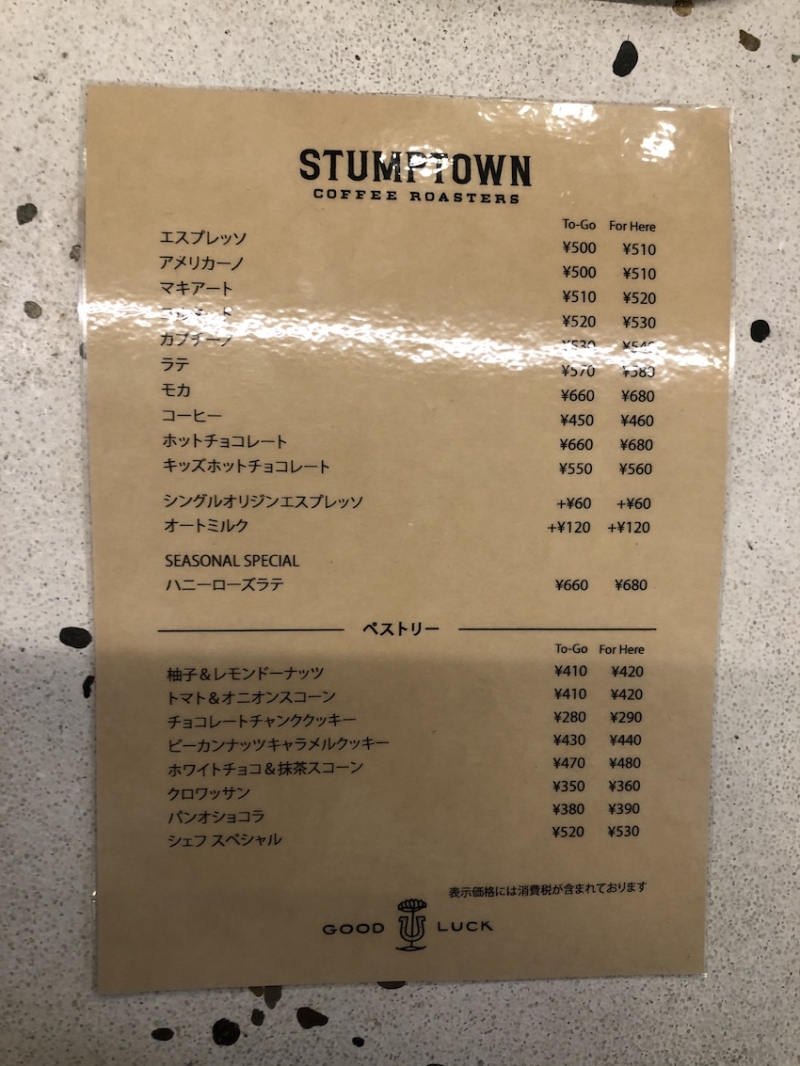 STUMPTOWN
COFFEE ROASTERS
To-Go For Here
エスプレッソ ¥500 ¥510
アメリカーノ ¥500 ¥510
マキアート ¥510 ¥520
¥520 ¥530
カプチーノ ¥530 ¥540
ラテ ¥570 ¥580
モカ ¥660 ¥680
コーヒー ¥450 ¥460
ホットチョコレート ¥660 ¥680
キッズホットチョコレート ¥550 ¥560
シングルオリジンエスプレッソ +¥60 +¥60
オートミルク +¥120 +¥120
SEASONAL SPECIAL
ハニーローズラテ ¥660 ¥680
ペストリー
To-Go For Here
柚子&レモンドーナッツ ¥410 ¥420
トマト&オニオンスコーン ¥410 ¥420
チョコレートチャンククッキー ¥280 ¥290
ピーカンナッツキャラメルクッキー ¥430 ¥440
ホワイトチョコ&抹茶スコーン ¥470 ¥480
クロワッサン ¥350 ¥360
パンオショコラ ¥380 ¥390
シェフ スペシャル ¥520 ¥530
表示価格には消費税が含まれております
GOOD LUCK